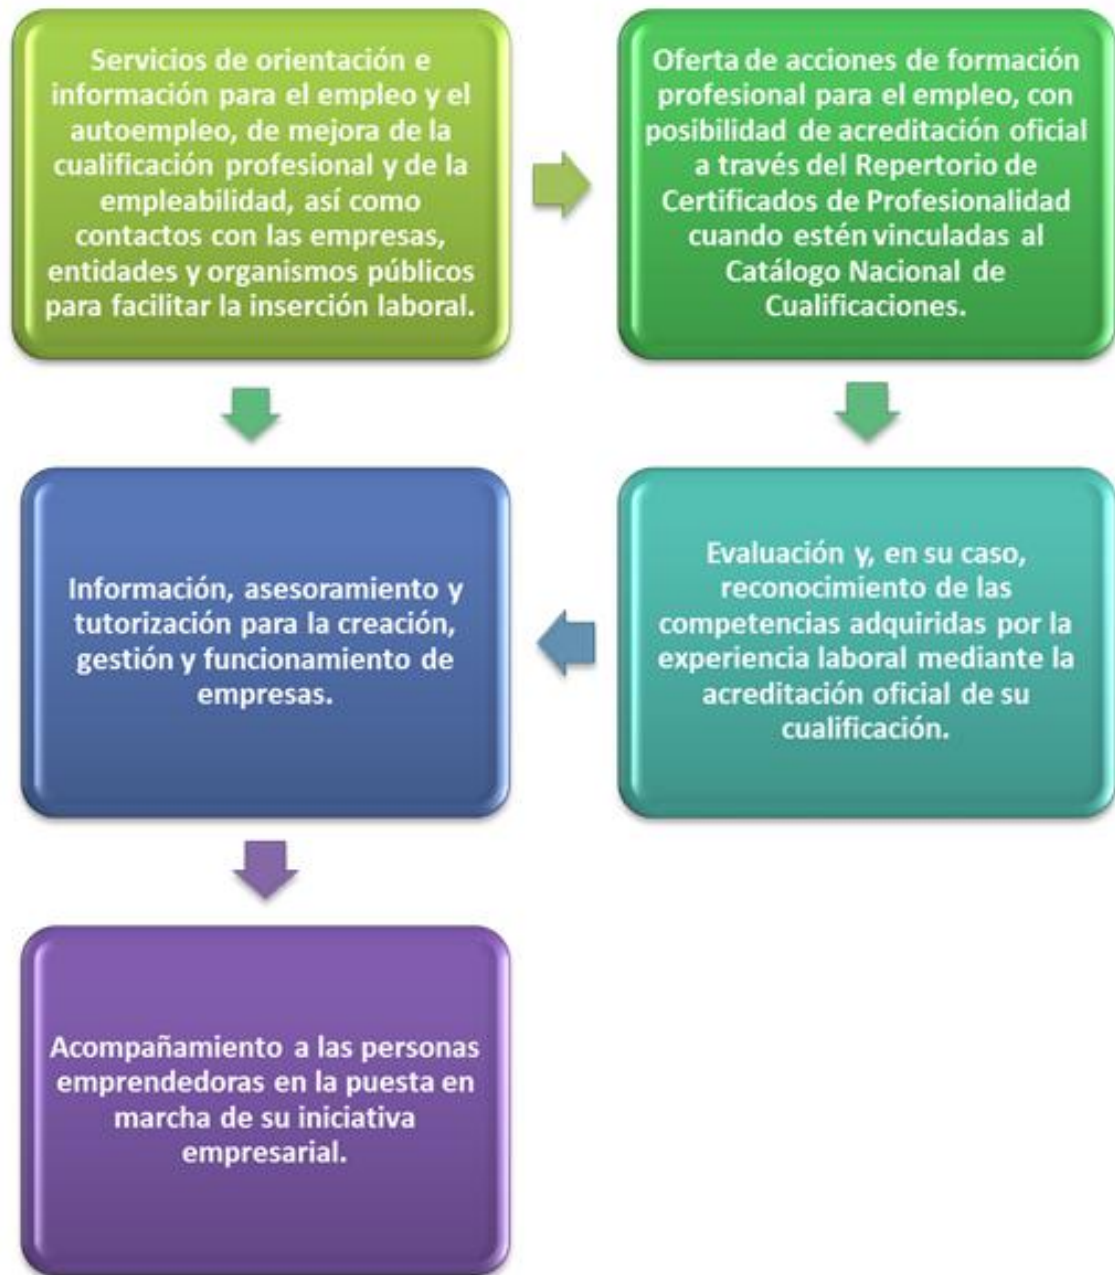 Servicios de orientación e
información para el empleo y el
autoempleo, de mejora de la
cualificación profesional y de la
empleabilidad, así como
contactos con las empresas,
entidades y organismos públicos
para facilitar la inserción laboral.
Oferta de acciones de formación
profesional para el empleo, con
posibilidad de acreditación oficial
a través del Repertorio de
Certificados de Profesionalidad
cuando estén vinculadas al
Catálogo Nacional de
Cualificaciones.
Evaluación y, en su caso,
reconocimiento de las
competencias adquiridas por la
experiencia laboral mediante la
acreditación oficial de su
cualificación.
Información, asesoramiento y
tutorización para la creación,
gestión y funcionamiento de
empresas.
Acompañamiento a las personas
emprendedoras en la puesta en
marcha de su iniciativa
empresarial.